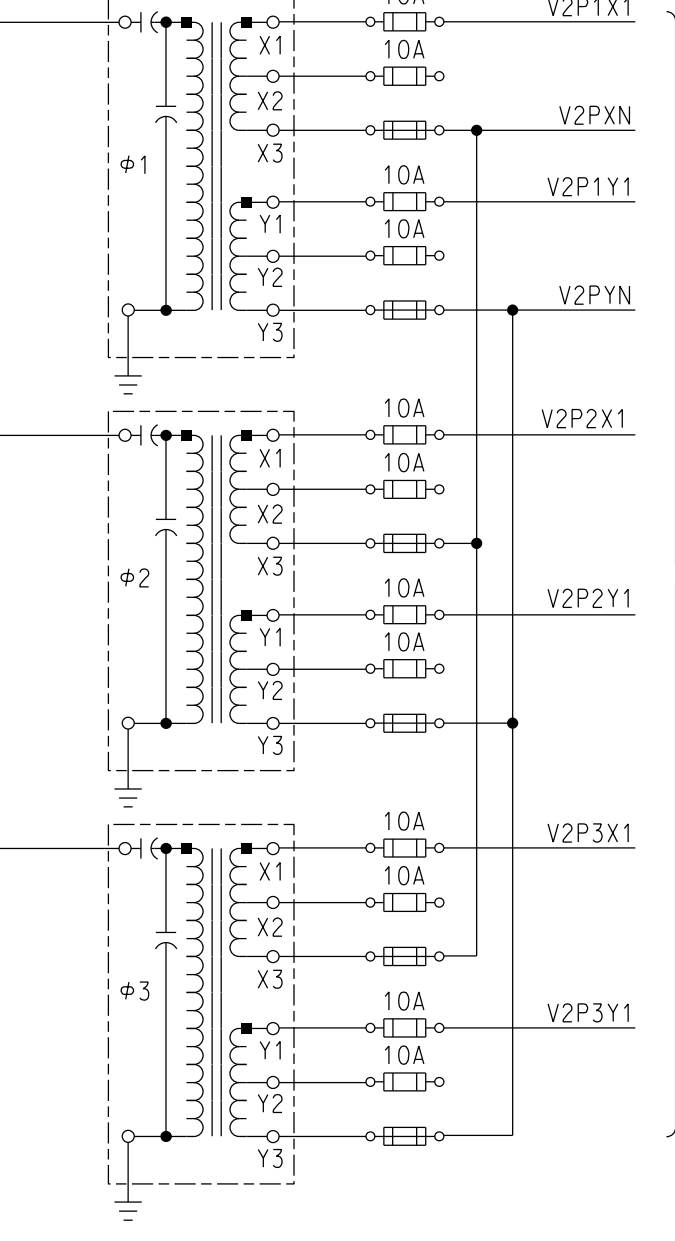 10A
V2P1X1
X1
10A
X2
V2PXN
X3
ϕ1
10A
V2P1Y1
Y1
10A
Y2
V2PYN
Y3
10A
V2P2X1
X1
10A
X2
X3
ϕ2
10A
V2P2Y1
Y1
10A
Y2
Y3
10A
V2P3X1
X1
10A
X2
X3
ϕ3
10A
V2P3Y1
Y1
10A
Y2
Y3